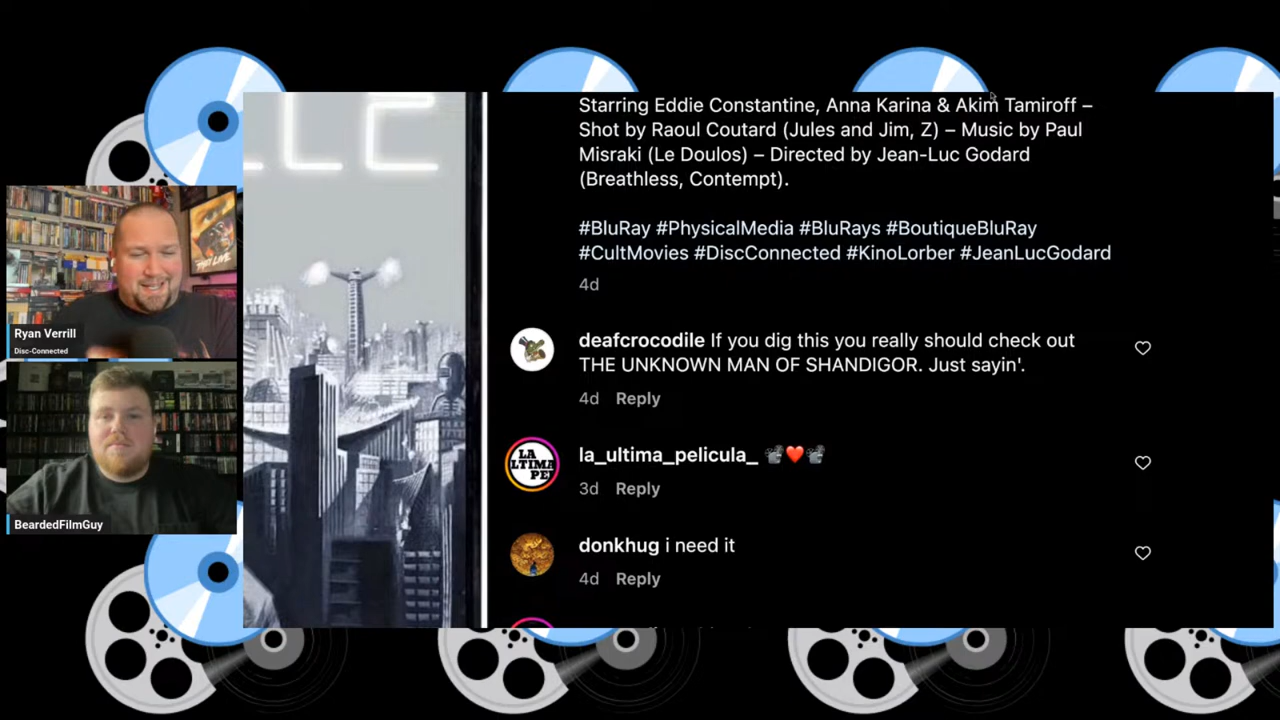 Starring Eddie Constantine, Anna Karina & Akim Tamiroff –
Shot by Raoul Coutard (Jules and Jim, Z) – Music by Paul
Misraki (Le Doulos) – Directed by Jean-Luc Godard
(Breathless, Contempt).
#BluRay #PhysicalMedia #BluRays #BoutiqueBluRay
#CultMovies #DiscConnected #KinoLorber #JeanLucGodard
4d
deafcrocodile If you dig this you really should check out
THE UNKNOWN MAN OF SHANDIGOR. Just sayin'.
4d Reply
la_ultima_pelicula_ 📽️❤️📽️
3d Reply
donkhug i need it
4d Reply
LA
LTIMA
PE
Ryan Verrill
Disc-Connected
BeardedFilmGuy